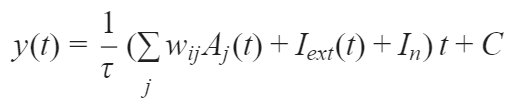 y(t) = 1/τ (∑_j w_ij A_j(t) + I_ext(t) + I_n) t + C